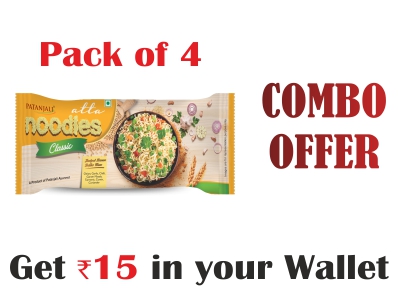 Pack of 4
PATANJALI
atta
noodles
Classic
COMBO
OFFER
Get ₹15 in your Wallet